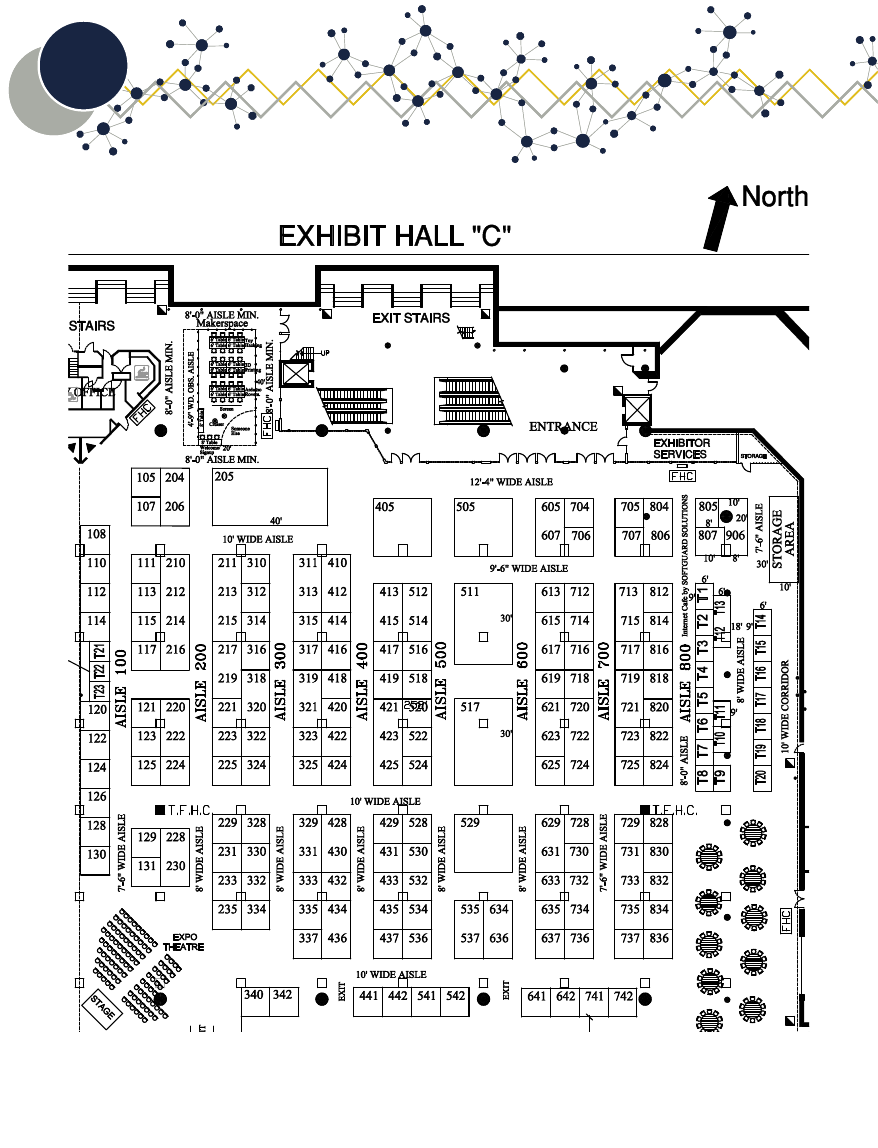 North
EXHIBIT HALL "C"
8'-0" AISLE MIN.
Makerspace
STAIRS
EXIT STAIRS
UP
8'-0" AISLE MIN.
4'-9" WD. OBS. AISLE
8'-0" AISLE MIN.
40'
OFFICE
FHC
Screen
Someone
20'
FHC
8'-0" AISLE MIN.
ENTRANCE
EXHIBITOR
SERVICES
STORAGE
FHC
105 204 205
12'-4" WIDE AISLE
107 206
40'
405 505 605 704 705 804 805 10'
8' 20'
607 706 707 806 807 906
10' 8'
7'-6" AISLE
STORAGE
AREA
30'
10'
Internet Cafe by SOFTGUARD SOLUTIONS
108
10' WIDE AISLE
9'-6" WIDE AISLE
110 111 210 211 310 311 410
112 113 212 213 312 313 412 413 512 511 613 712 713 812
114 115 214 215 314 315 414 415 514 30' 615 714 715 814
117 216 217 316 317 416 417 516 617 716 717 816
219 318 319 418 419 518 619 718 719 818
120 121 220 221 320 321 420 421 520 517 621 720 721 820
122 123 222 223 322 323 422 423 522 30' 623 722 723 822
124 125 224 225 324 325 424 425 524 625 724 725 824
T21
T22
T23
AISLE 100
AISLE 200
AISLE 300
AISLE 400
AISLE 500
AISLE 600
AISLE 700
AISLE 800
8'-0" AISLE
6'
9'
T1
T2
T3
T4
T5
T6
T7
T8
6'
T13
T12
18'
9'
8' WIDE AISLE
T11
9'
T10
T9
6'
T14
T15
T16
T17
T18
T19
T20
10' WIDE CORRIDOR
126
10' WIDE AISLE
T.F.H.C.
T.F.H.C.
128 129 228 229 328 329 428 429 528 529 629 728 729 828
130 131 230 231 330 331 430 431 530 631 730 731 830
233 332 333 432 433 532 633 732 733 832
235 334 335 434 435 534 535 634 635 734 735 834
337 436 437 536 537 636 637 736 737 836
7'-6" WIDE AISLE
8' WIDE AISLE
8' WIDE AISLE
8' WIDE AISLE
8' WIDE AISLE
8' WIDE AISLE
7'-6" WIDE AISLE
FHC
EXPO
THEATRE
STAGE
10' WIDE AISLE
340 342
EXIT
441 442 541 542
EXIT
641 642 741 742